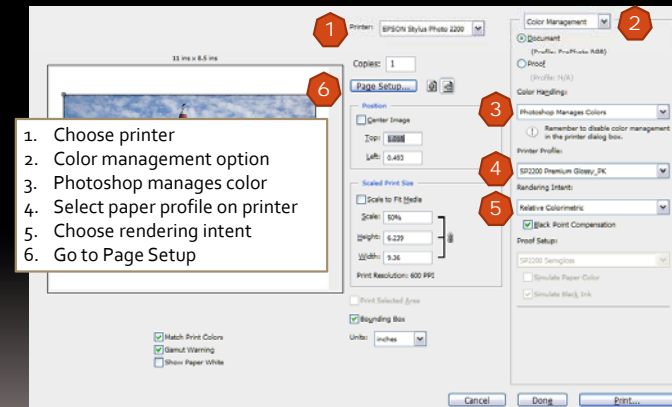 1
Printer: EPSON Stylus Photo 2200
Color Management
2
Document
(Profile: ProPhoto RGB)
Proof
(Profile: N/A)
11 ins x 8.5 ins
Copies: 1
6
Page Setup...
Color Handling:
3
Photoshop Manages Colors
Remember to disable color management
in the printer dialog box.
Position
Center Image
Top:
Left: 0.493
Printer Profile:
4
SP2200 Premium Glossy_PK
Rendering Intent:
5
Relative Colorimetric
Black Point Compensation
Proof Setup:
SP2200 Semigloss
Simulate Paper Color
Simulate Black Ink
Scaled Print Size
Scale to Fit Media
Scale: 50%
Height: 6.239
Width: 9.36
Print Resolution: 600 PPI
Print Selected Area
Bounding Box
Units: inches
1. Choose printer
2. Color management option
3. Photoshop manages color
4. Select paper profile on printer
5. Choose rendering intent
6. Go to Page Setup
Match Print Colors
Gamut Warning
Show Paper White
Cancel
Done
Print...